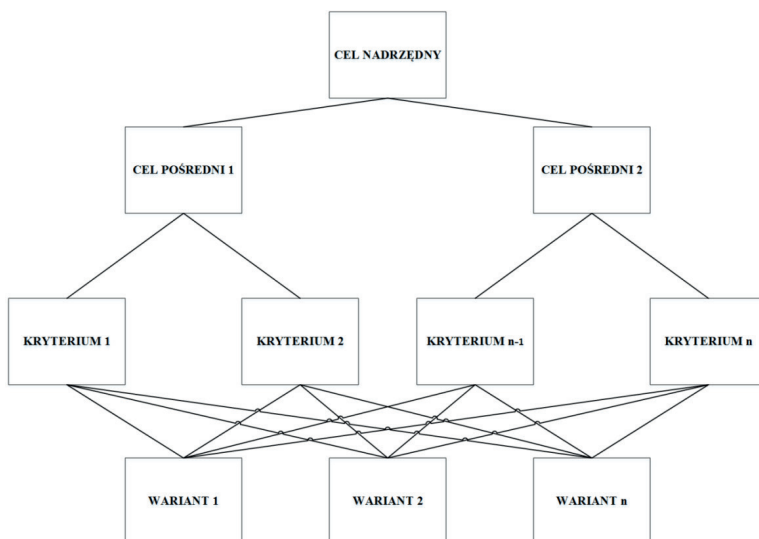 CEL NADRZĘDNY
CEL POŚREDNI 1
CEL POŚREDNI 2
KRYTERIUM 1
KRYTERIUM 2
KRYTERIUM n-1
KRYTERIUM n
WARIANT 1
WARIANT 2
WARIANT n